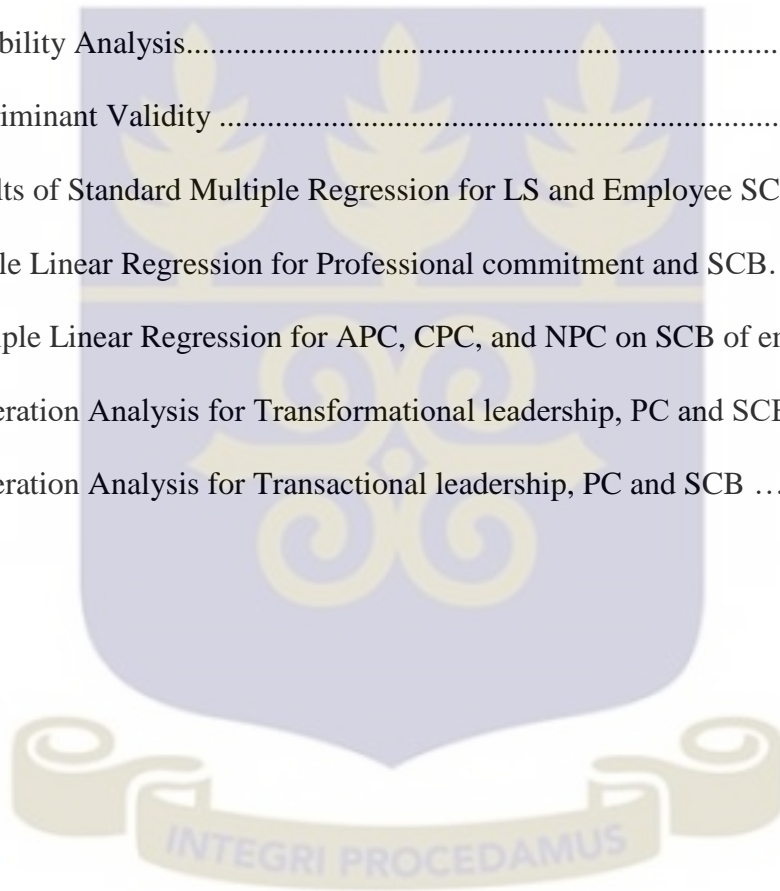 bility Analysis.......................................................................
riminant Validity ...................................................................
lts of Standard Multiple Regression for LS and Employee SC
le Linear Regression for Professional commitment and SCB.
iple Linear Regression for APC, CPC, and NPC on SCB of en
eration Analysis for Transformational leadership, PC and SCB
eration Analysis for Transactional leadership, PC and SCB ….
INTEGRI PROCEDAMUS